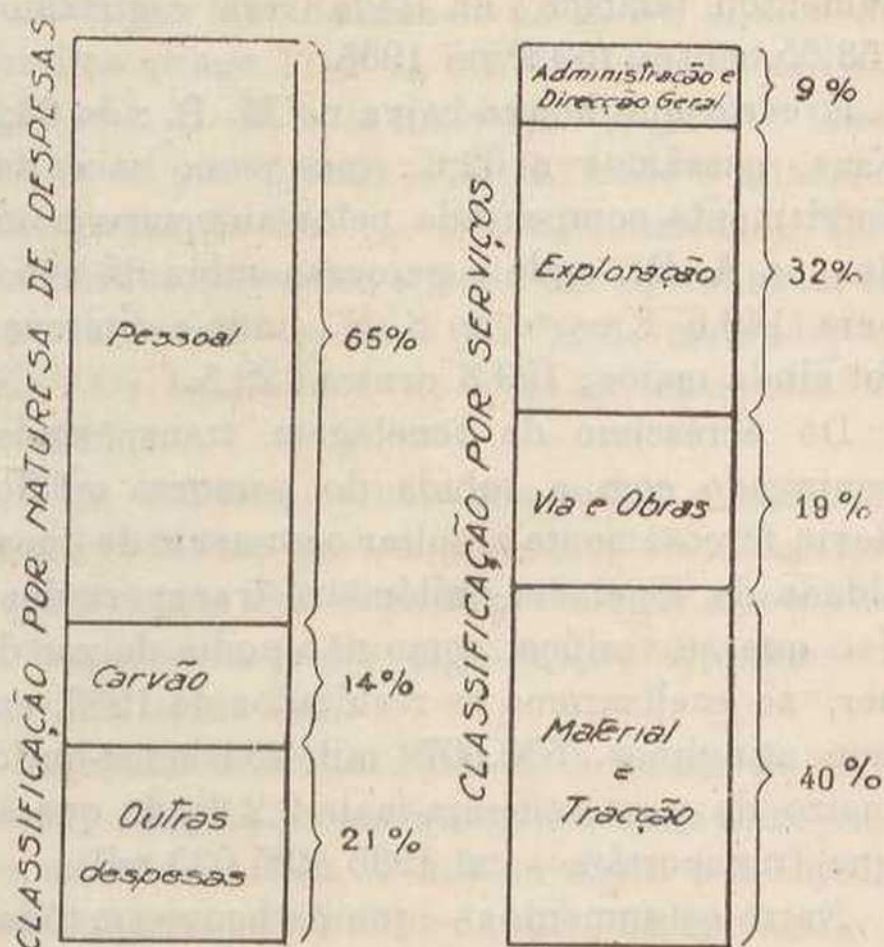 CLASSIFICAÇÃO POR NATURESA DE DESPESAS
Pessoal
65%
Carvão
14%
Outras
despesas
21%
CLASSIFICAÇÃO POR SERVIÇOS
Administração e
Direcção Geral
9%
Exploração
32%
Via e Obras
19%
Material
=
Tracção
40%